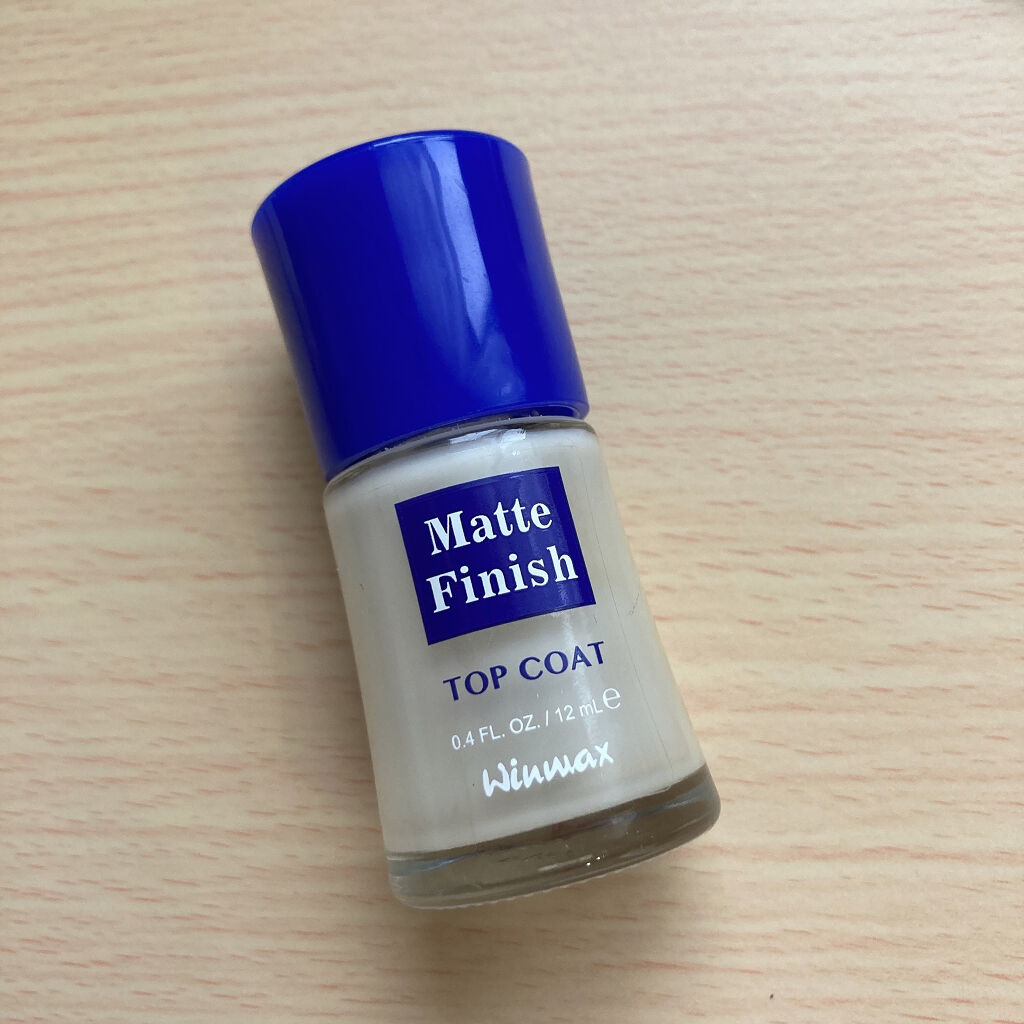 Matte
Finish
TOP COAT
0.4 FL. OZ. / 12 mL ℮
Winmax